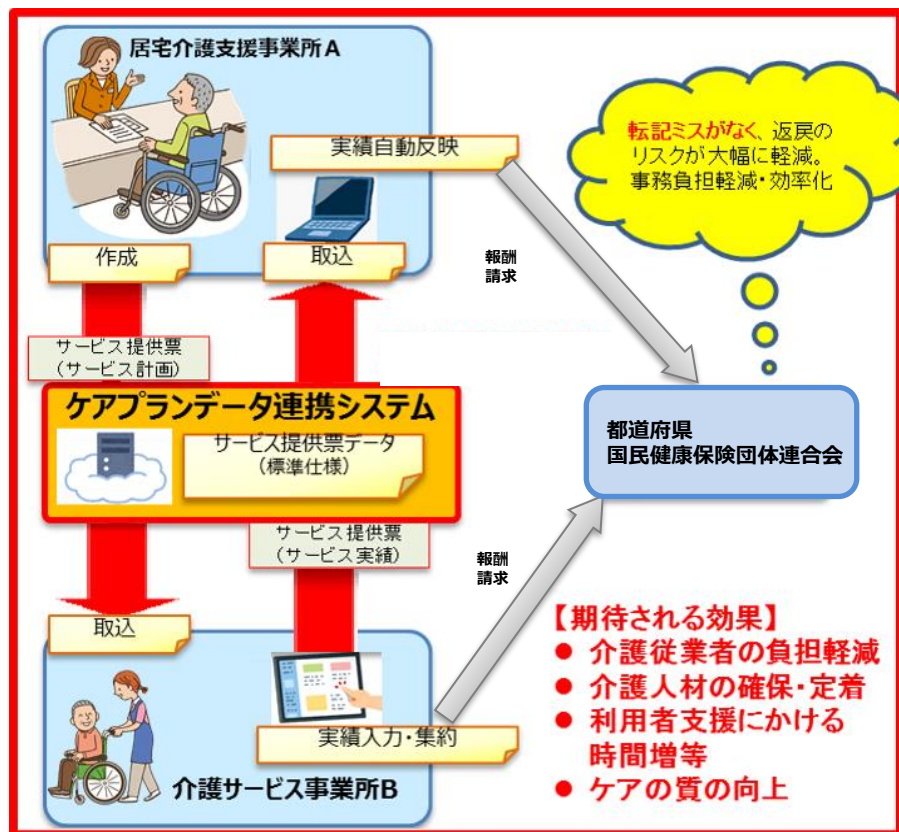 居宅介護支援事業所A
実績自動反映
作成
取込
サービス提供票
(サービス計画)
ケアプランデータ連携システム
サービス提供票データ
(標準仕様)
サービス提供票
(サービス実績)
取込
実績入力・集約
介護サービス事業所B
報酬
請求
報酬
請求
転記ミスがなく、返戻の
リスクが大幅に軽減。
事務負担軽減・効率化
都道府県
国民健康保険団体連合会
【期待される効果】
● 介護従業者の負担軽減
● 介護人材の確保・定着
● 利用者支援にかける
時間増等
● ケアの質の向上